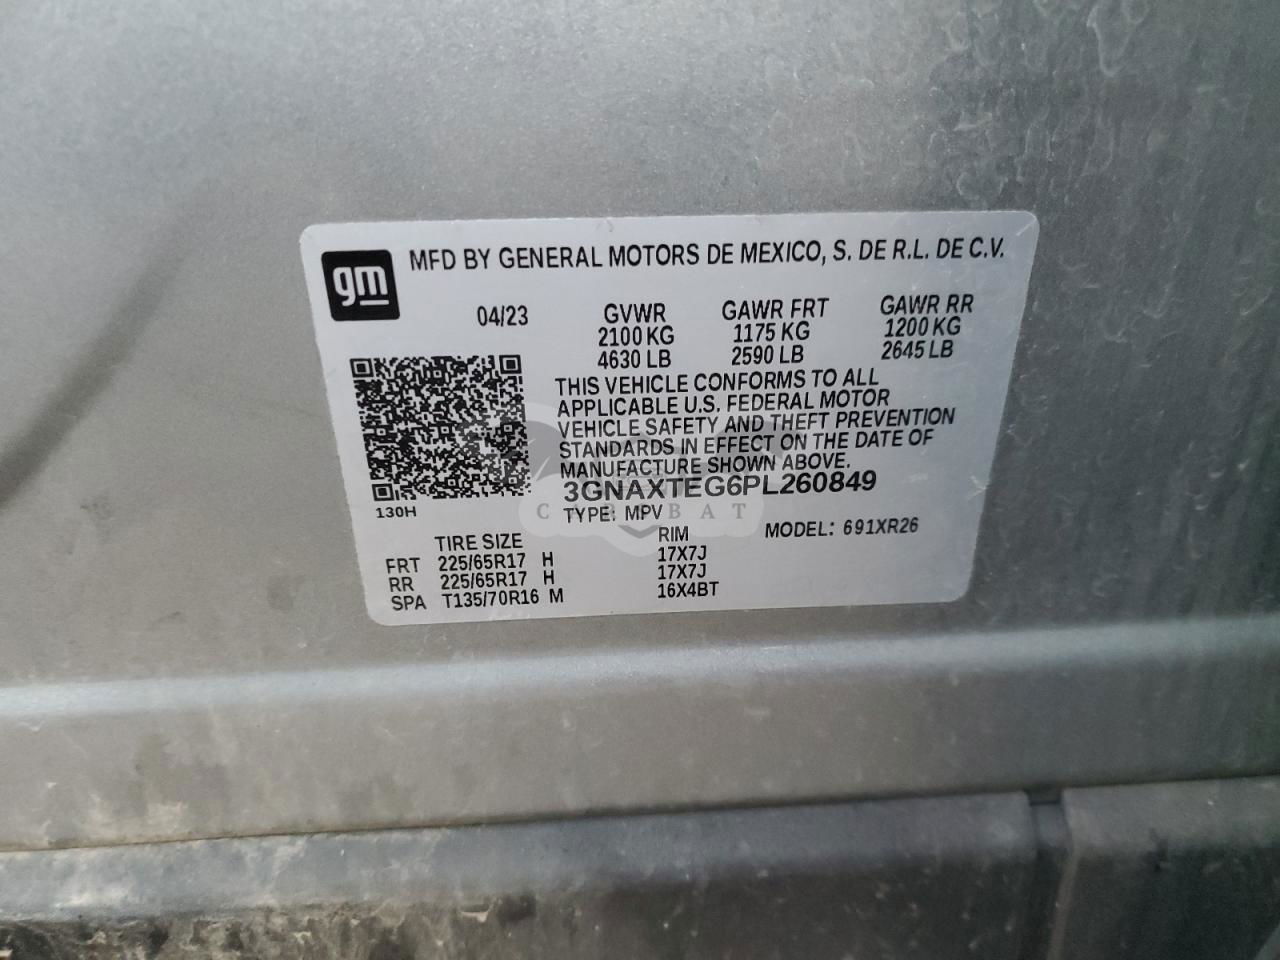 gm
MFD BY GENERAL MOTORS DE MEXICO, S. DE R.L. DE C.V.
04/23 GVWR GAWR FRT GAWR RR
2100 KG 1175 KG 1200 KG
4630 LB 2590 LB 2645 LB
THIS VEHICLE CONFORMS TO ALL
APPLICABLE U.S. FEDERAL MOTOR
VEHICLE SAFETY AND THEFT PREVENTION
STANDARDS IN EFFECT ON THE DATE OF
MANUFACTURE SHOWN ABOVE.
3GNAXTEG6PL260849
130H TYPE: MPV MODEL: 691XR26
TIRE SIZE RIM
FRT 225/65R17 H 17X7J
RR 225/65R17 H 17X7J
SPA T135/70R16 M 16X4BT